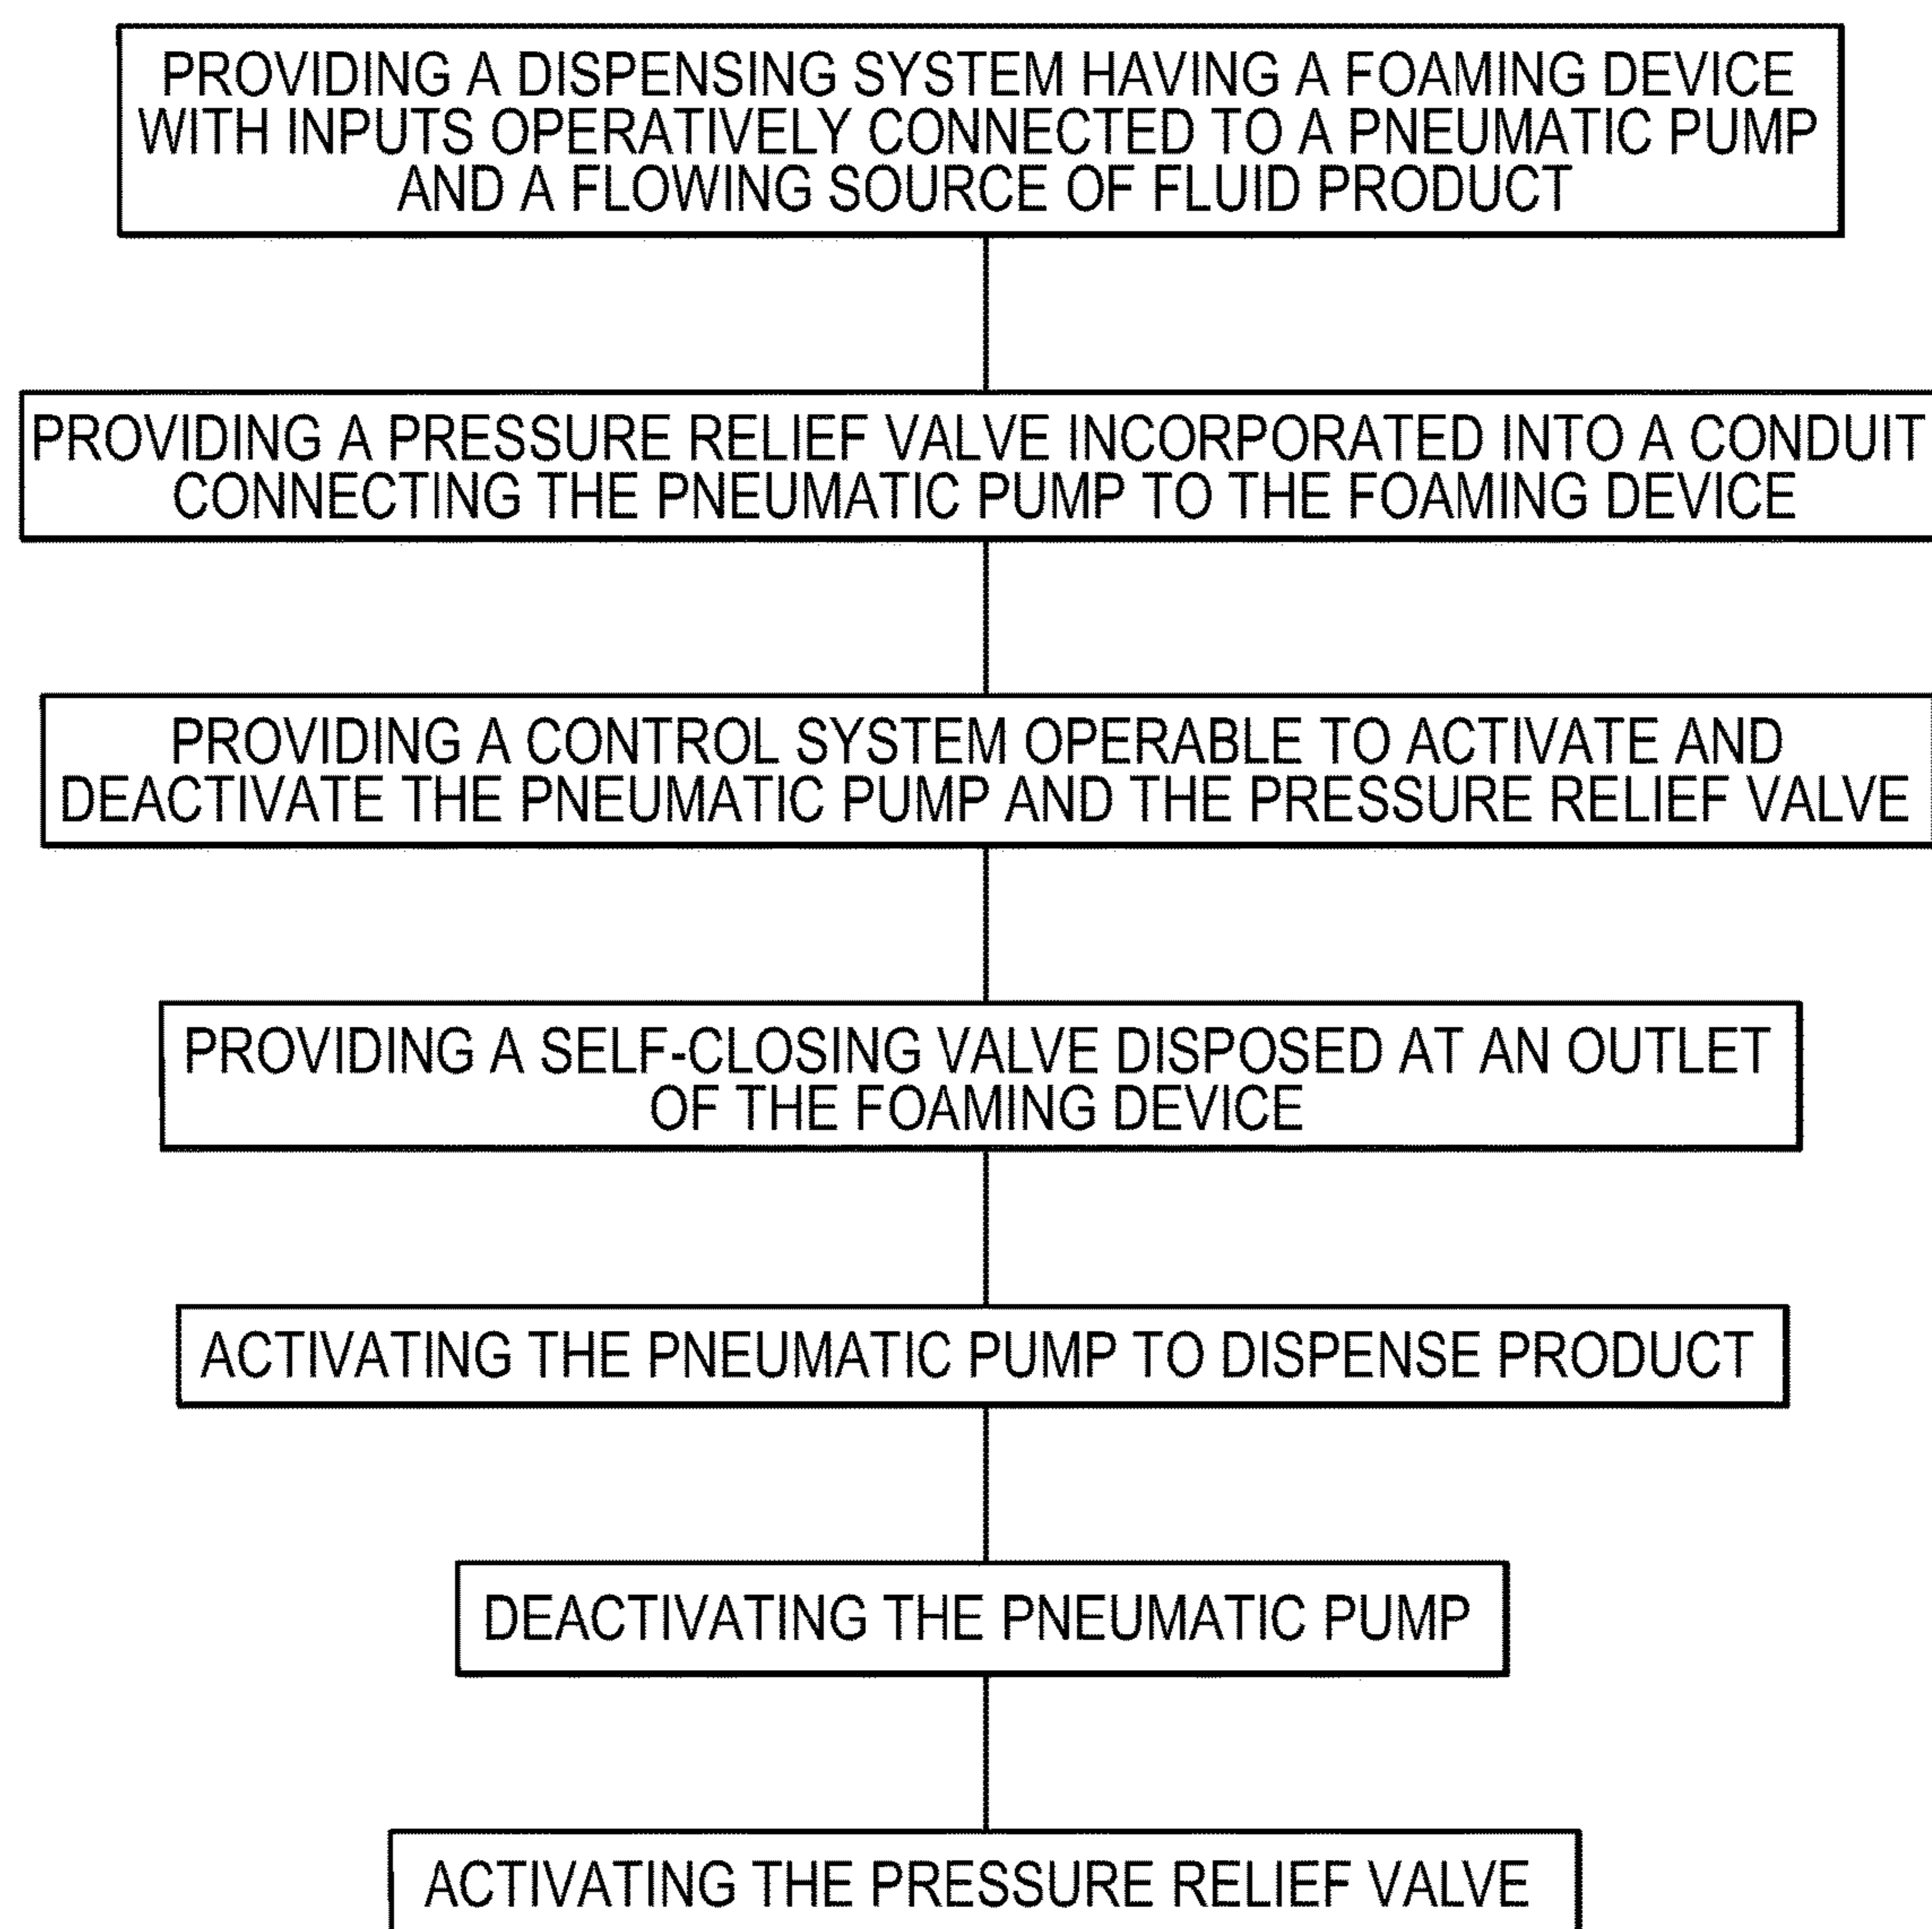 PROVIDING A DISPENSING SYSTEM HAVING A FOAMING DEVICE
WITH INPUTS OPERATIVELY CONNECTED TO A PNEUMATIC PUMP
AND A FLOWING SOURCE OF FLUID PRODUCT
PROVIDING A PRESSURE RELIEF VALVE INCORPORATED INTO A CONDUIT
CONNECTING THE PNEUMATIC PUMP TO THE FOAMING DEVICE
PROVIDING A CONTROL SYSTEM OPERABLE TO ACTIVATE AND
DEACTIVATE THE PNEUMATIC PUMP AND THE PRESSURE RELIEF VALVE
PROVIDING A SELF-CLOSING VALVE DISPOSED AT AN OUTLET
OF THE FOAMING DEVICE
ACTIVATING THE PNEUMATIC PUMP TO DISPENSE PRODUCT
DEACTIVATING THE PNEUMATIC PUMP
ACTIVATING THE PRESSURE RELIEF VALVE